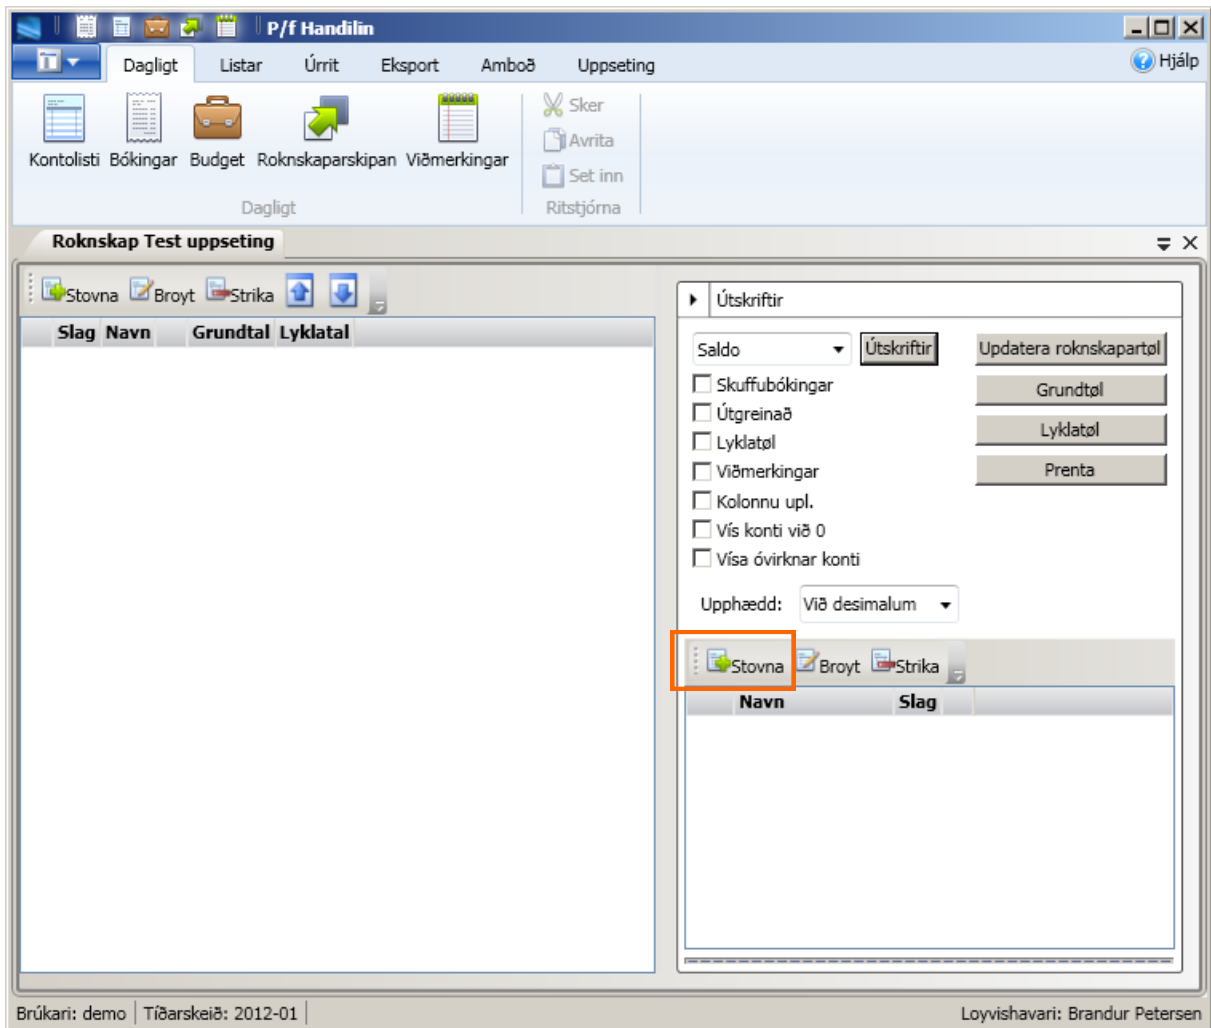 P/f Handilin
Dagligt Listar Úrrit Eksport Amboð Uppseting Hjálp
Kontolisti Bókingar Budget Roknskaparskipan Viðmerkingar
Sker
Avrita
Set inn
Dagligt Ritstjórna
Roknskap Test uppseting
Stovna Broyt Strika
Slag Navn Grundtal Lyklatal
Útskriftir
Saldo Útskriftir Updatera roknskapartøl
Skuffubókingar Grundtøl
Útgreinað
Lyklatøl Lyklatøl
Viðmerkingar Prenta
Kolonnu upl.
Vís konti við 0
Vísa óvirknar konti
Upphædd: Við desimalum
Stovna Broyt Strika
Navn Slag
Brúkari: demo Tíðarskeið: 2012-01 Loyvishavari: Brandur Petersen